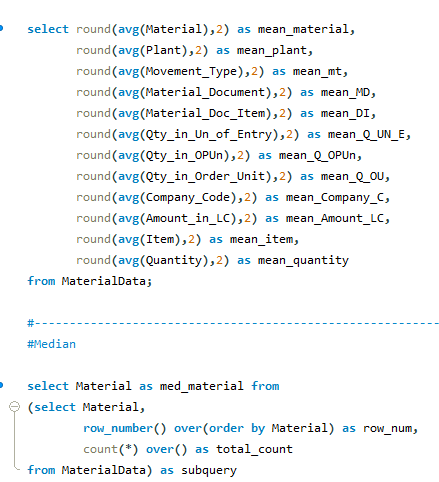 select round(avg(Material),2) as mean_material,
round(avg(Plant),2) as mean_plant,
round(avg(Movement_Type),2) as mean_mt,
round(avg(Material_Document),2) as mean_MD,
round(avg(Material_Doc_Item),2) as mean_DI,
round(avg(Qty_in_Un_of_Entry),2) as mean_Q_UN_E,
round(avg(Qty_in_OPUn),2) as mean_Q_OPUn,
round(avg(Qty_in_Order_Unit),2) as mean_Q_OU,
round(avg(Company_Code),2) as mean_Company_C,
round(avg(Amount_in_LC),2) as mean_Amount_LC,
round(avg(Item),2) as mean_item,
round(avg(Quantity),2) as mean_quantity
from MaterialData;
#----------------------------------------------------------
#Median
select Material as med_material from
(select Material,
row_number() over(order by Material) as row_num,
count(*) over() as total_count
from MaterialData) as subquery